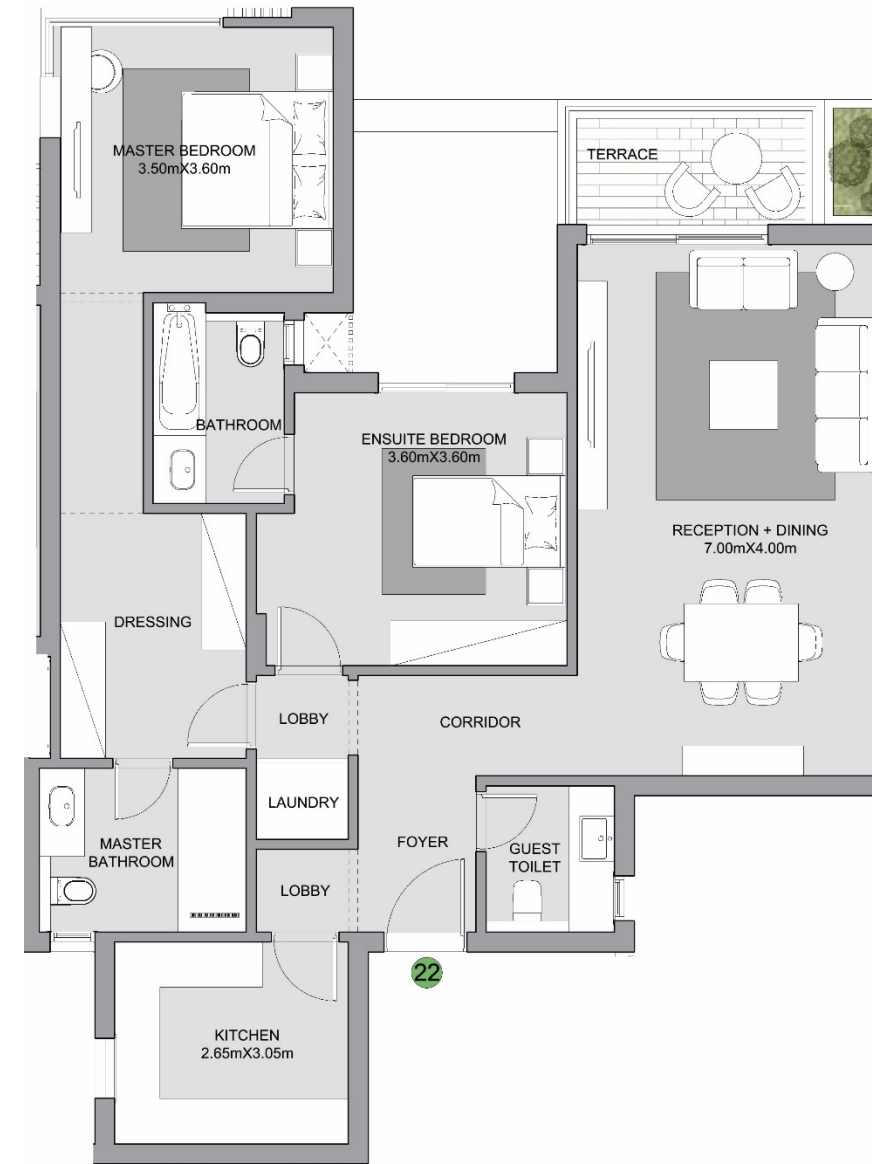 MASTER BEDROOM
3.50mX3.60m
TERRACE
BATHROOM
ENSUITE BEDROOM
3.60mX3.60m
RECEPTION + DINING
7.00mX4.00m
DRESSING
LOBBY
CORRIDOR
LAUNDRY
MASTER
BATHROOM
FOYER
GUEST
TOILET
LOBBY
22
KITCHEN
2.65mX3.05m